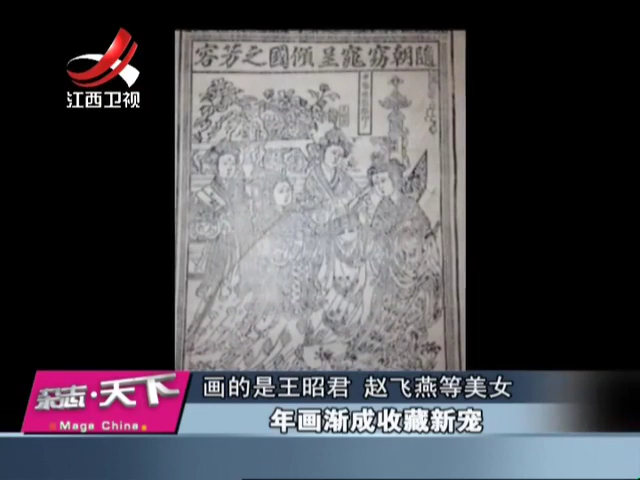 江西卫视
隨朝窈窕呈傾國之芳容
画的是王昭君 赵飞燕等美女
杂志·天下
Maga China
年画渐成收藏新宠